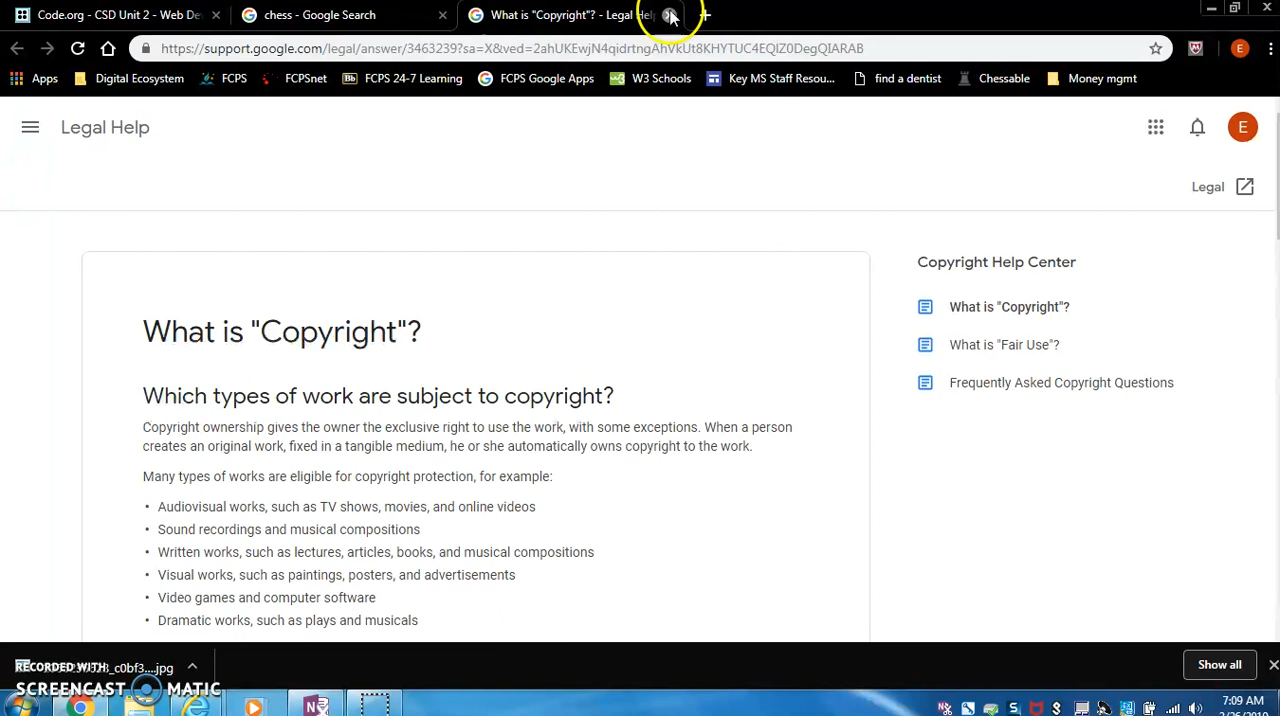 Code.org - CSD Unit 2 - Web De
chess - Google Search
What is "Copyright"? - Legal Hel
https://support.google.com/legal/answer/3463239?sa=X&ved=2ahUKEwjN4qidrtngAhVkUt8KHYTUC4EQIZ0DegQIARAB
E
Apps
Digital Ecosystem
FCPS
FCPSnet
Bb
FCPS 24-7 Learning
FCPS Google Apps
W3 Schools
Key MS Staff Resou...
find a dentist
Chessable
Money mgmt
Legal Help
E
Legal
What is "Copyright"?
Which types of work are subject to copyright?
Copyright ownership gives the owner the exclusive right to use the work, with some exceptions. When a person
creates an original work, fixed in a tangible medium, he or she automatically owns copyright to the work.
Many types of works are eligible for copyright protection, for example:
• Audiovisual works, such as TV shows, movies, and online videos
• Sound recordings and musical compositions
• Written works, such as lectures, articles, books, and musical compositions
• Visual works, such as paintings, posters, and advertisements
• Video games and computer software
• Dramatic works, such as plays and musicals
Copyright Help Center
What is "Copyright"?
What is "Fair Use"?
Frequently Asked Copyright Questions
RECORDED WITH
_c0bf3....jpg
SCREENCAST MATIC
Show all
7:09 AM